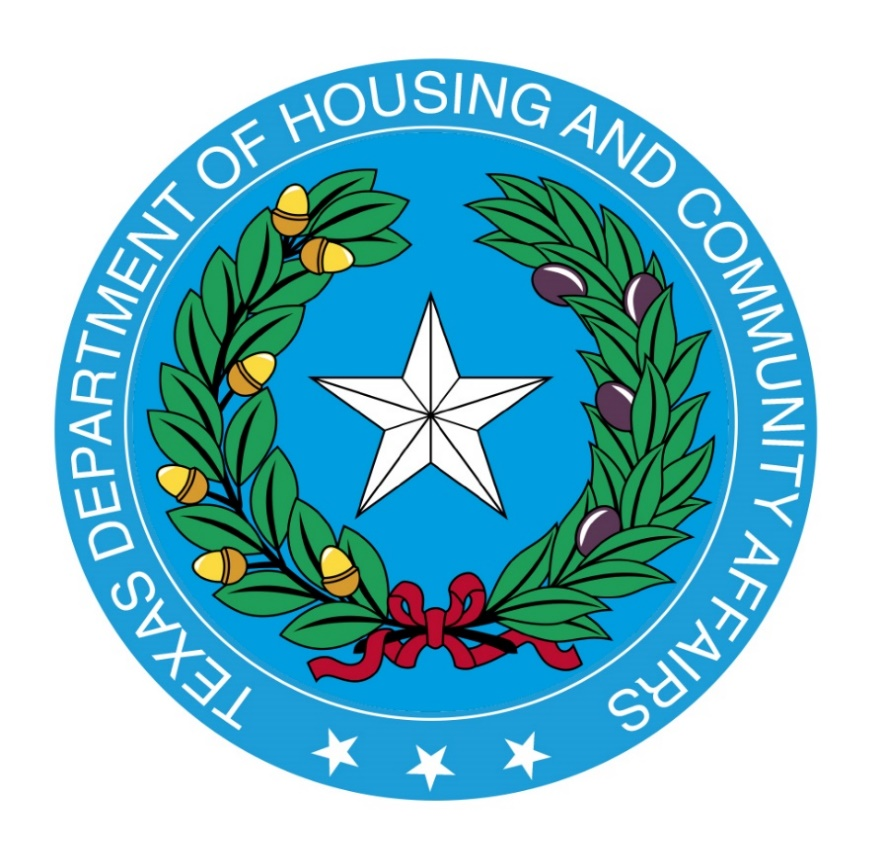 TEXAS DEPARTMENT OF HOUSING AND COMMUNITY AFFAIRS